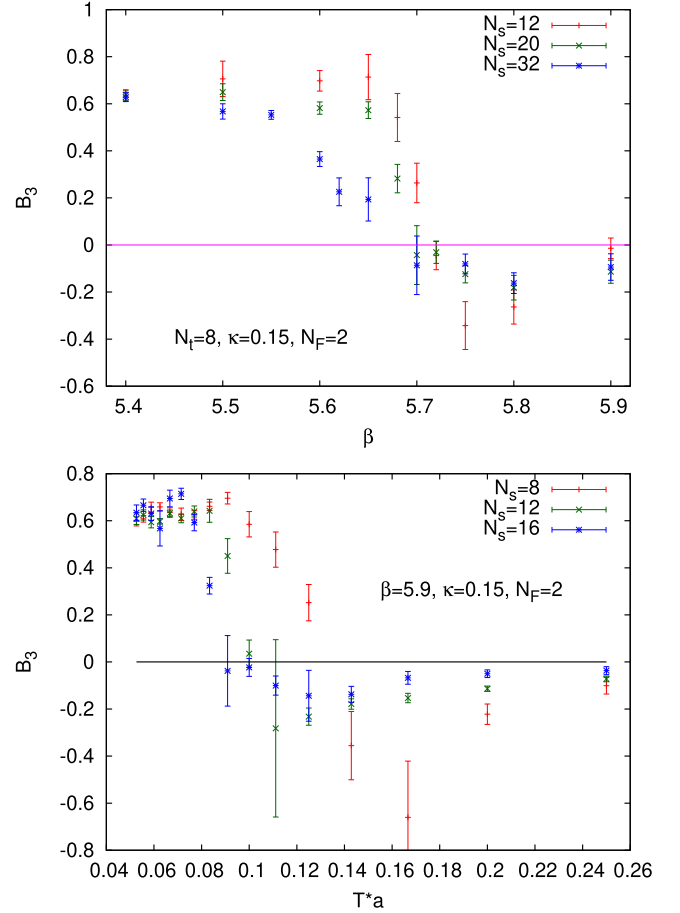 N_s=12
N_s=20
N_s=32
0.8
1
0.6
0.4
0.2
0
-0.2
-0.4
-0.6
B_3
N_t=8, κ=0.15, N_F=2
5.4 5.5 5.6 5.7 5.8 5.9
β
N_s=8
N_s=12
N_s=16
0.8
0.6
0.4
0.2
0
-0.2
-0.4
-0.6
-0.8
B_3
β=5.9, κ=0.15, N_F=2
0.04 0.06 0.08 0.1 0.12 0.14 0.16 0.18 0.2 0.22 0.24 0.26
T*a